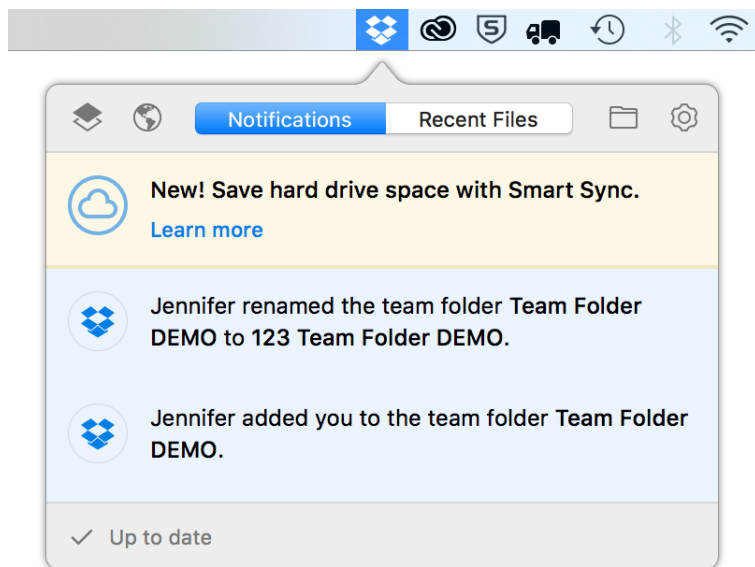 S
Notifications
Recent Files
New! Save hard drive space with Smart Sync.
Learn more
Jennifer renamed the team folder Team Folder
DEMO to 123 Team Folder DEMO.
Jennifer added you to the team folder Team Folder
DEMO.
Up to date